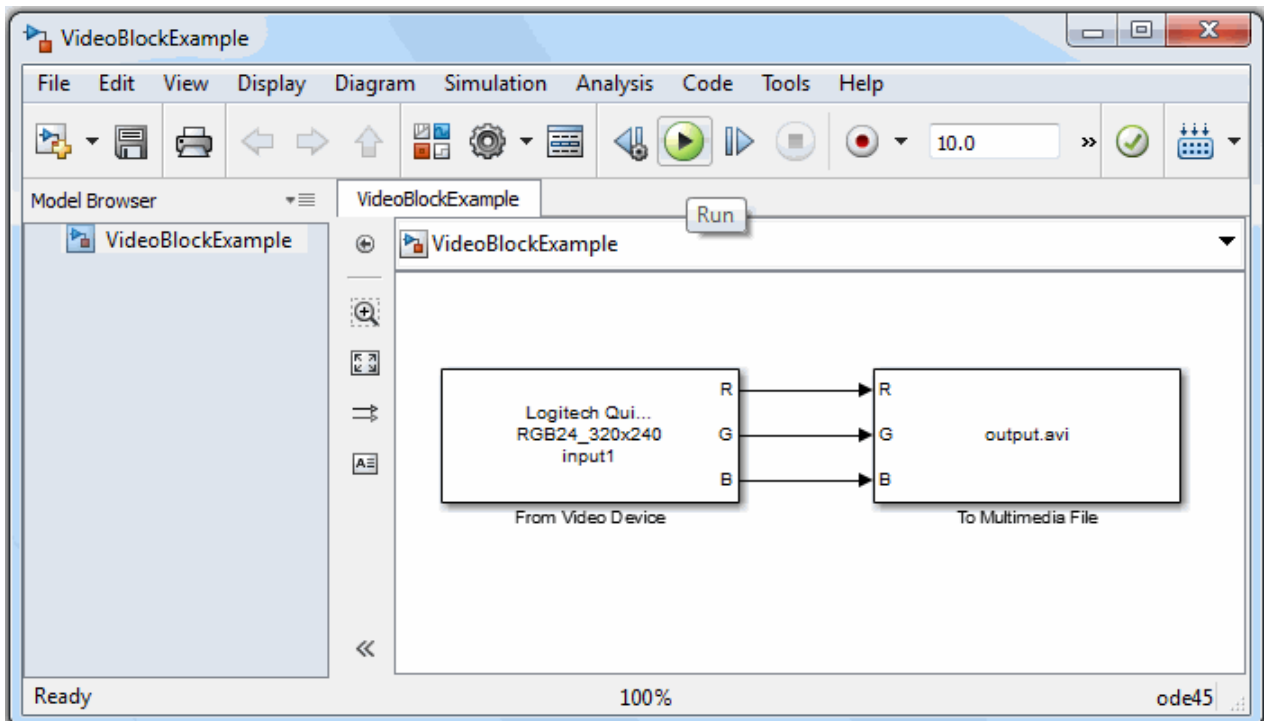 VideoBlockExample
File Edit View Display Diagram Simulation Analysis Code Tools Help
10.0 »
Model Browser
VideoBlockExample
Run
VideoBlockExample
VideoBlockExample
Logitech Qui...
RGB24_320x240
input1
R
G
B
From Video Device
R
G
B
output.avi
To Multimedia File
Ready 100% ode45